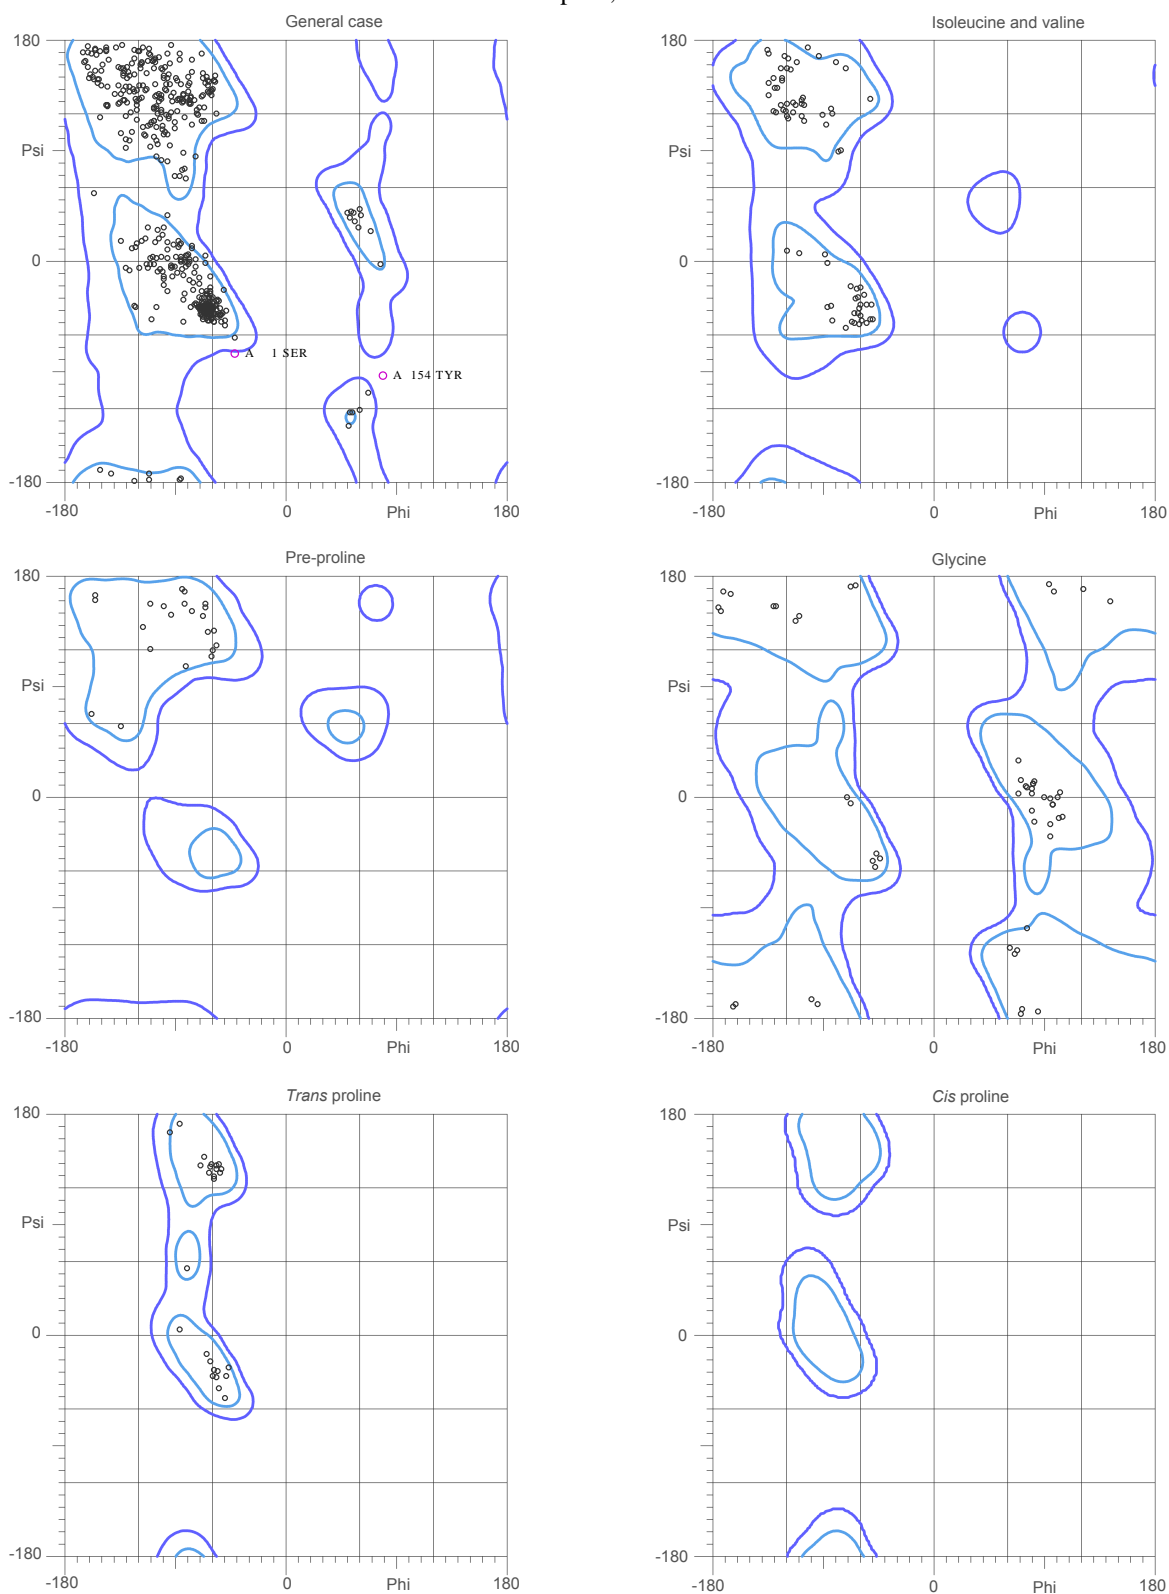 General case
Isoleucine and valine
180
180
Psi
Psi
0
0
A 1 SER
A 154 TYR
-180
-180
-180
0
Phi
180
-180
0
Phi
180
Pre-proline
Glycine
180
180
Psi
Psi
0
0
-180
-180
-180
0
Phi
180
-180
0
Phi
180
Trans proline
Cis proline
180
180
Psi
Psi
0
0
-180
-180
-180
0
Phi
180
-180
0
Phi
180